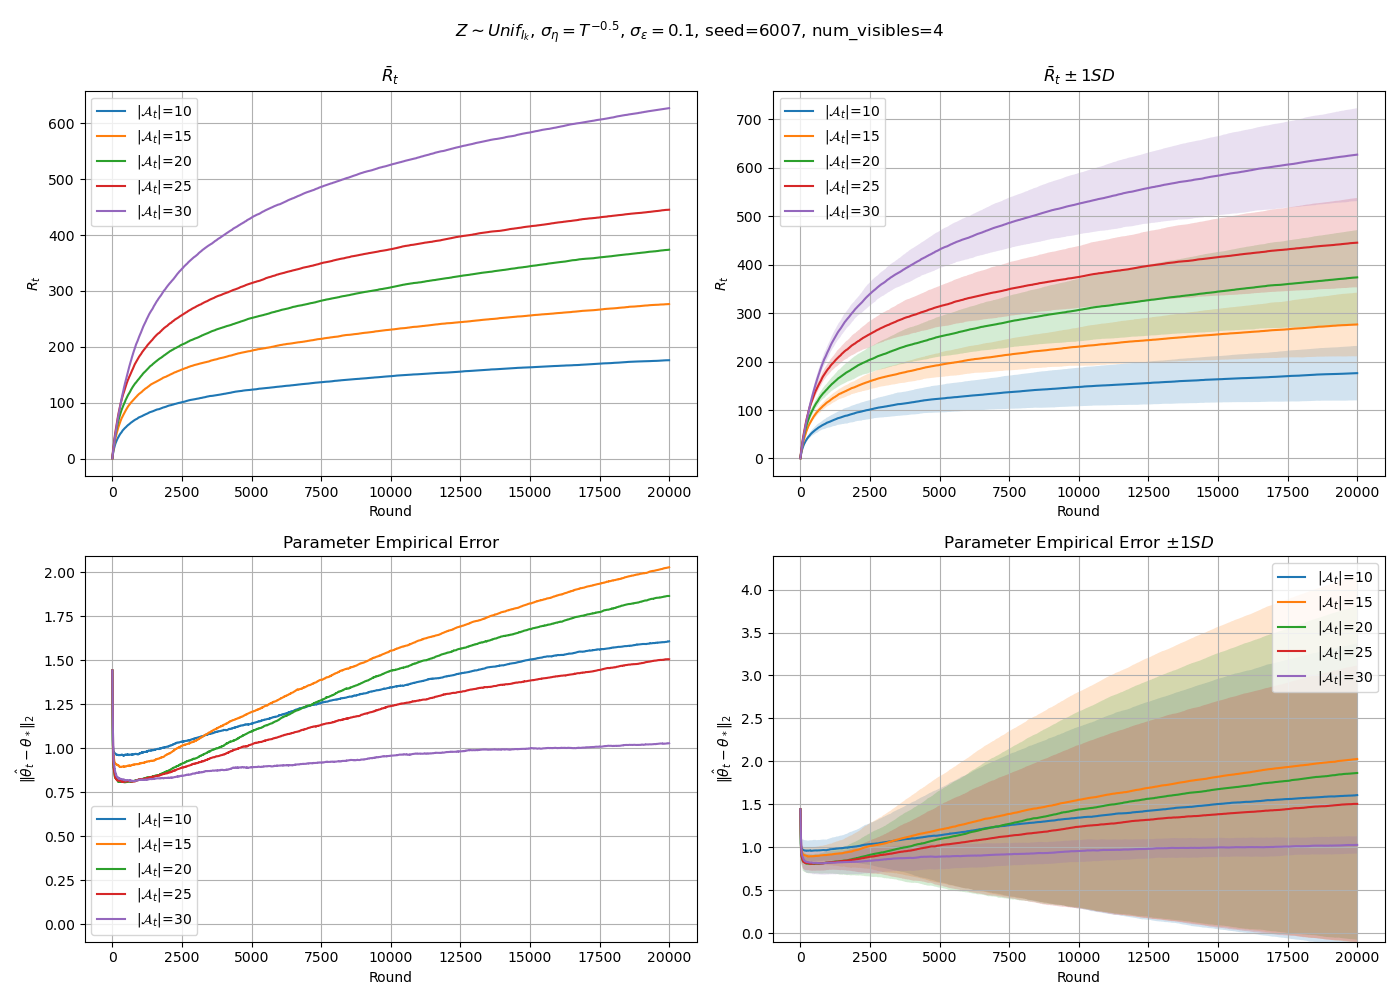 Z ~ Unif_{I_k}, σ_η = T^{−0.5}, σ_ε = 0.1, seed=6007, num_visibles=4
R̄_t
R_t
600
500
400
300
200
100
0
|𝒜_t|=10
|𝒜_t|=15
|𝒜_t|=20
|𝒜_t|=25
|𝒜_t|=30
0 2500 5000 7500 10000 12500 15000 17500 20000
Round
R̄_t ± 1SD
R_t
700
600
500
400
300
200
100
0
|𝒜_t|=10
|𝒜_t|=15
|𝒜_t|=20
|𝒜_t|=25
|𝒜_t|=30
0 2500 5000 7500 10000 12500 15000 17500 20000
Round
Parameter Empirical Error
‖θ̂_t − θ_*‖_2
2.00
1.75
1.50
1.25
1.00
0.75
0.50
0.25
0.00
|𝒜_t|=10
|𝒜_t|=15
|𝒜_t|=20
|𝒜_t|=25
|𝒜_t|=30
0 2500 5000 7500 10000 12500 15000 17500 20000
Round
Parameter Empirical Error ±1SD
‖θ̂_t − θ_*‖_2
4.0
3.5
3.0
2.5
2.0
1.5
1.0
0.5
0.0
|𝒜_t|=10
|𝒜_t|=15
|𝒜_t|=20
|𝒜_t|=25
|𝒜_t|=30
0 2500 5000 7500 10000 12500 15000 17500 20000
Round